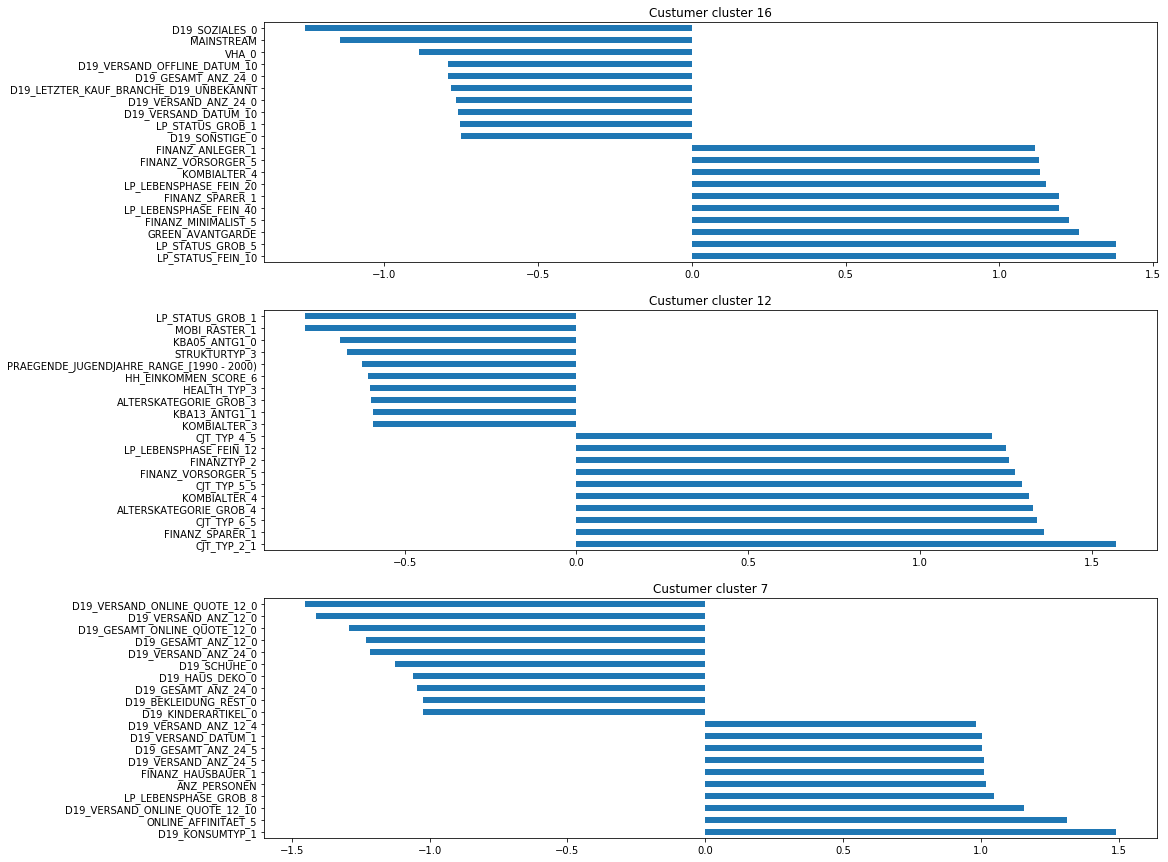 Custumer cluster 16
D19_SOZIALES_0
MAINSTREAM
VHA_0
D19_VERSAND_OFFLINE_DATUM_10
D19_GESAMT_ANZ_24_0
D19_LETZTER_KAUF_BRANCHE_D19_UNBEKANNT
D19_VERSAND_ANZ_24_0
D19_VERSAND_DATUM_10
LP_STATUS_GROB_1
D19_SONSTIGE_0
FINANZ_ANLEGER_1
FINANZ_VORSORGER_5
KOMBIALTER_4
LP_LEBENSPHASE_FEIN_20
FINANZ_SPARER_1
LP_LEBENSPHASE_FEIN_40
FINANZ_MINIMALIST_5
GREEN_AVANTGARDE
LP_STATUS_GROB_5
LP_STATUS_FEIN_10
−1.0 −0.5 0.0 0.5 1.0 1.5
Custumer cluster 12
LP_STATUS_GROB_1
MOBI_RASTER_1
KBA05_ANTG1_0
STRUKTURTYP_3
PRAEGENDE_JUGENDJAHRE_RANGE_[1990 - 2000)
HH_EINKOMMEN_SCORE_6
HEALTH_TYP_3
ALTERSKATEGORIE_GROB_3
KBA13_ANTG1_1
KOMBIALTER_3
CJT_TYP_4_5
LP_LEBENSPHASE_FEIN_12
FINANZTYP_2
FINANZ_VORSORGER_5
CJT_TYP_5_5
KOMBIALTER_4
ALTERSKATEGORIE_GROB_4
CJT_TYP_6_5
FINANZ_SPARER_1
CJT_TYP_2_1
−0.5 0.0 0.5 1.0 1.5
Custumer cluster 7
D19_VERSAND_ONLINE_QUOTE_12_0
D19_VERSAND_ANZ_12_0
D19_GESAMT_ONLINE_QUOTE_12_0
D19_GESAMT_ANZ_12_0
D19_VERSAND_ANZ_24_0
D19_SCHUHE_0
D19_HAUS_DEKO_0
D19_GESAMT_ANZ_24_0
D19_BEKLEIDUNG_REST_0
D19_KINDERARTIKEL_0
D19_VERSAND_ANZ_12_4
D19_VERSAND_DATUM_1
D19_GESAMT_ANZ_24_5
D19_VERSAND_ANZ_24_5
FINANZ_HAUSBAUER_1
ANZ_PERSONEN
LP_LEBENSPHASE_GROB_8
D19_VERSAND_ONLINE_QUOTE_12_10
ONLINE_AFFINITAET_5
D19_KONSUMTYP_1
−1.5 −1.0 −0.5 0.0 0.5 1.0 1.5